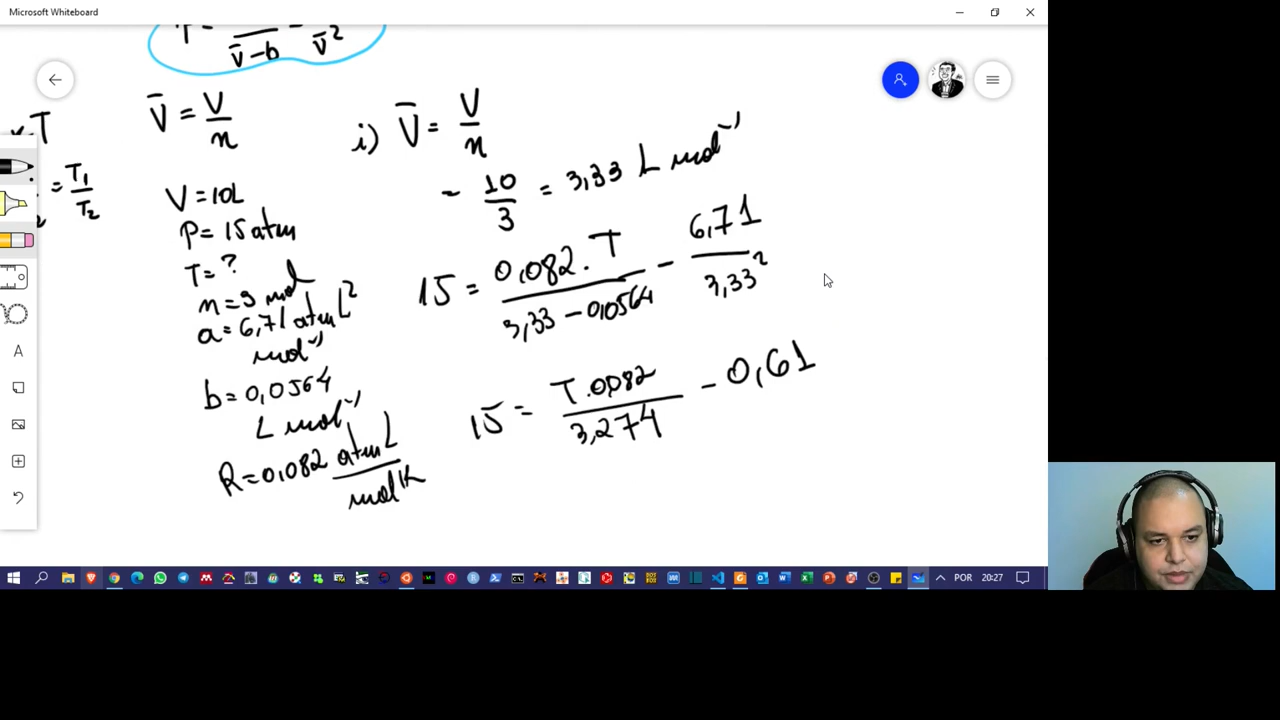 Microsoft Whiteboard
V̄-b V̄²
T
V̄ = V/n
i) V̄ = V/n
= T₁/T₂
V = 10L
= 10/3 = 3,33 L mol⁻¹
P = 15 atm
T = ?
15 = 0,082 . T / 3,33 - 0,0564 - 6,71 / 3,33²
n = 3 mol
a = 6,71 atm L²
mol⁻¹
b = 0,0564
L mol⁻¹
15 = T . 0,082 / 3,274 - 0,61
R = 0,082 atm L / mol K
A
POR 20:27